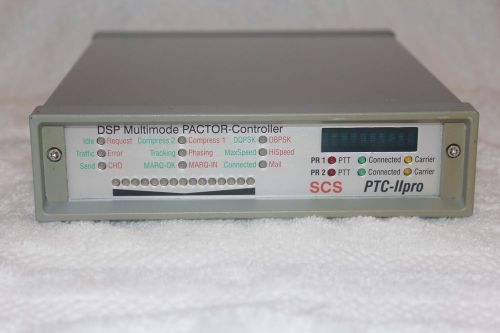 DSP Multimode PACTOR-Controller
Idle Request Compress 2 Compress 1 DQPSK DBPSK
Traffic Error Tracking Phasing MaxSpeed HiSpeed
Send CHO MARQ-OK MARQ-IN Connected Mail
PR 1 PTT Connected Carrier
PR 2 PTT Connected Carrier
SCS PTC-IIpro